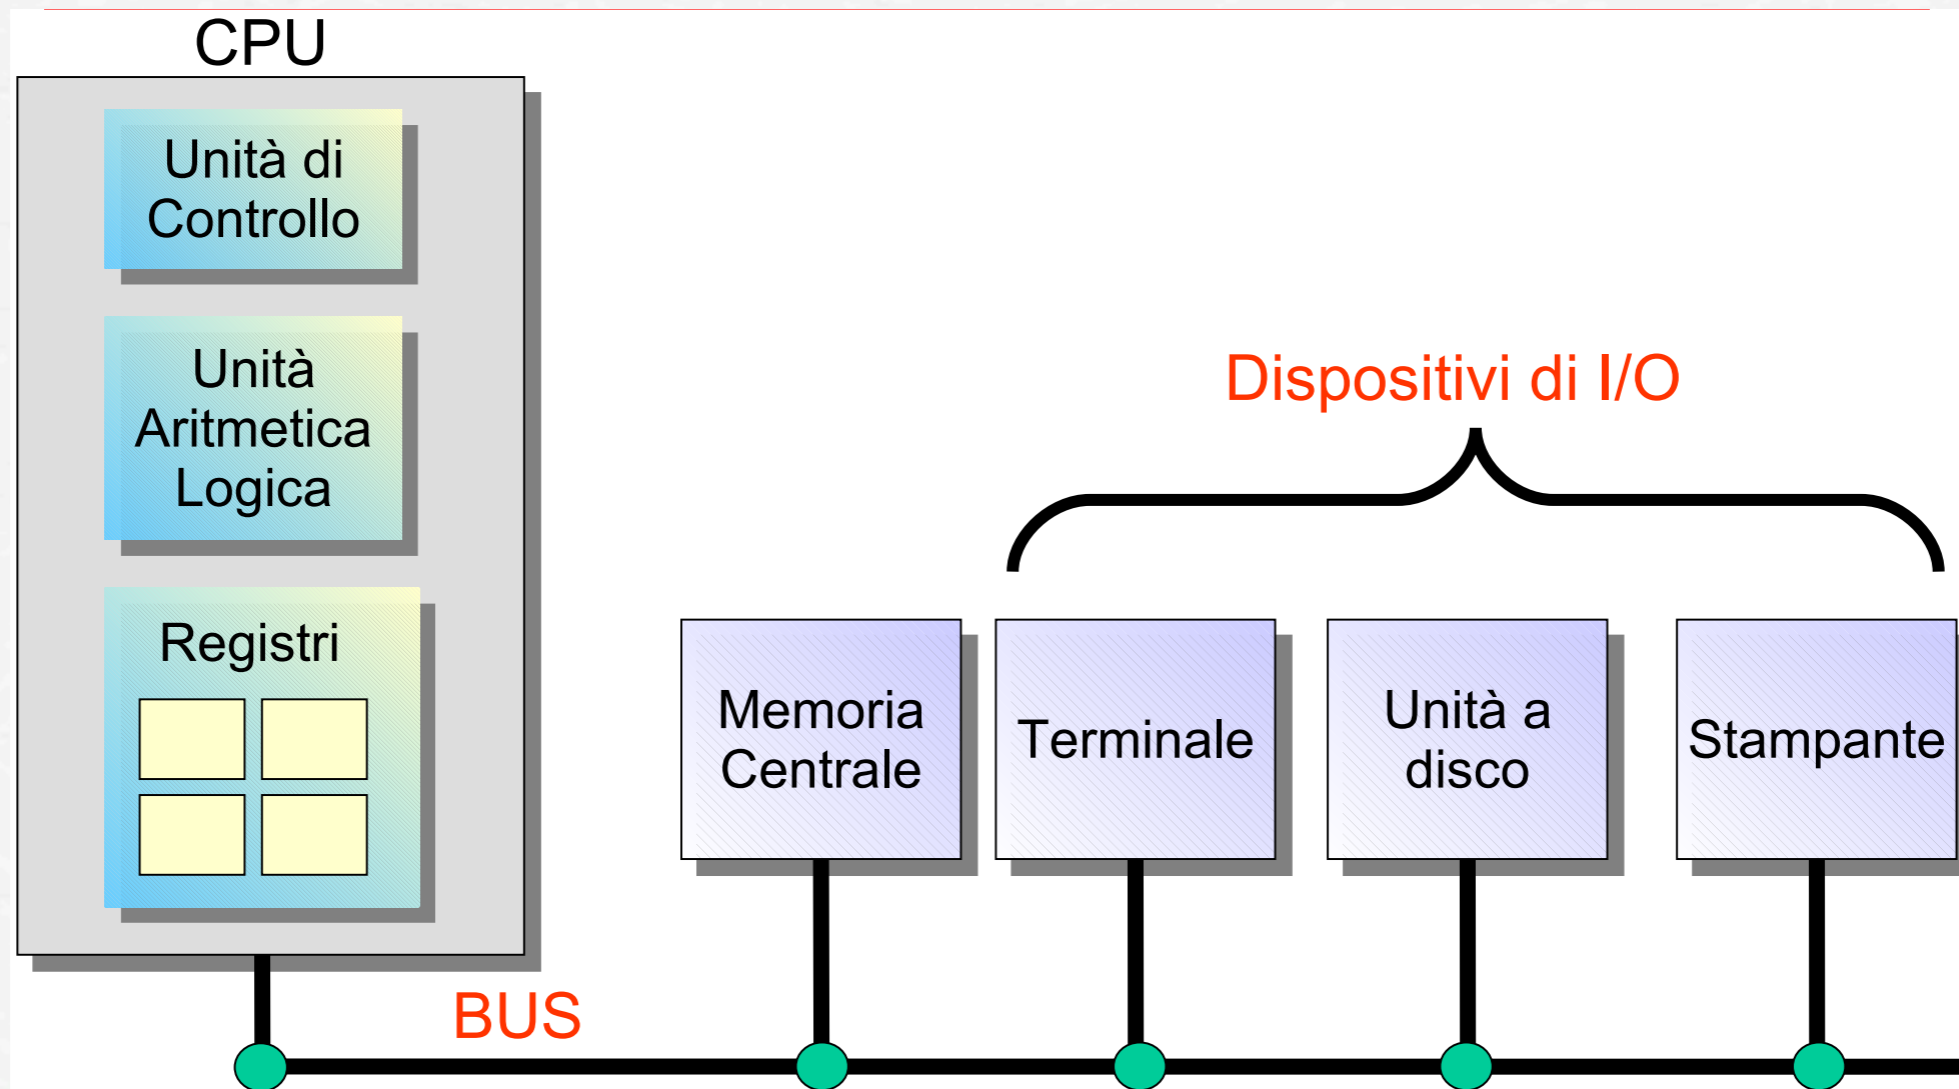 CPU
Unità di
Controllo
Unità
Aritmetica
Logica
Registri
Dispositivi di I/O
Memoria
Centrale
Terminale
Unità a
disco
Stampante
BUS